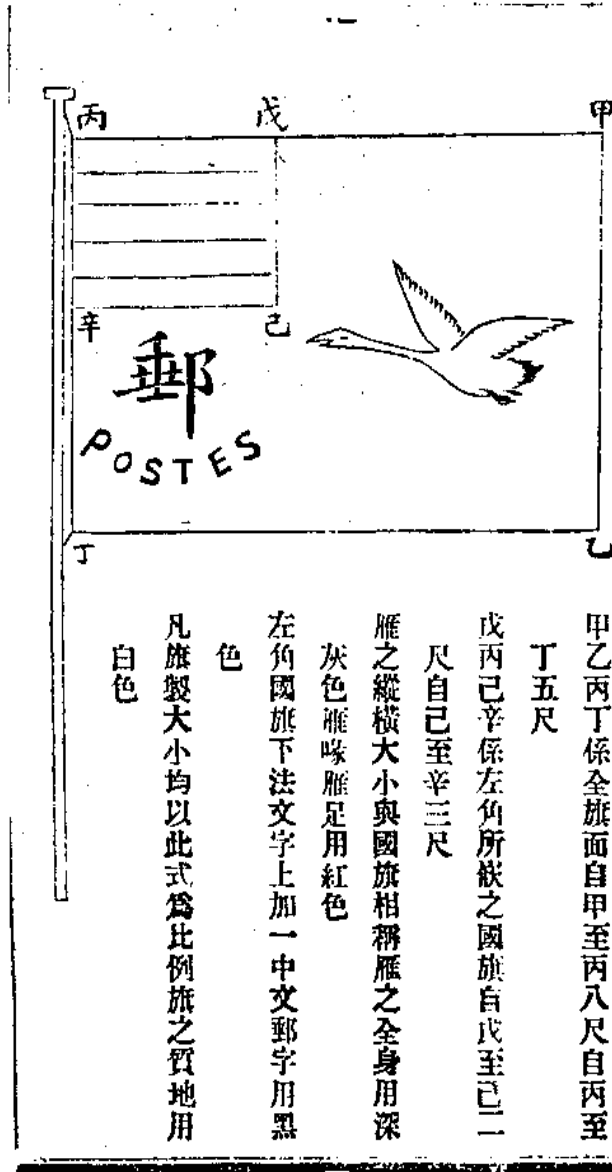 丙 戊 甲
辛 己
郵
POSTES
丁 乙
甲乙丙丁係全旗面自甲至丙八尺自丙至
丁五尺
戊丙己辛係左角所嵌之國旗自戊至己二
尺自己至辛三尺
雁之縱橫大小與國旗相稱雁之全身用深
灰色雁喙雁足用紅色
左角國旗下法文字上加一中文郵字用黑
色
凡旗製大小均以此式爲比例旗之質地用
白色